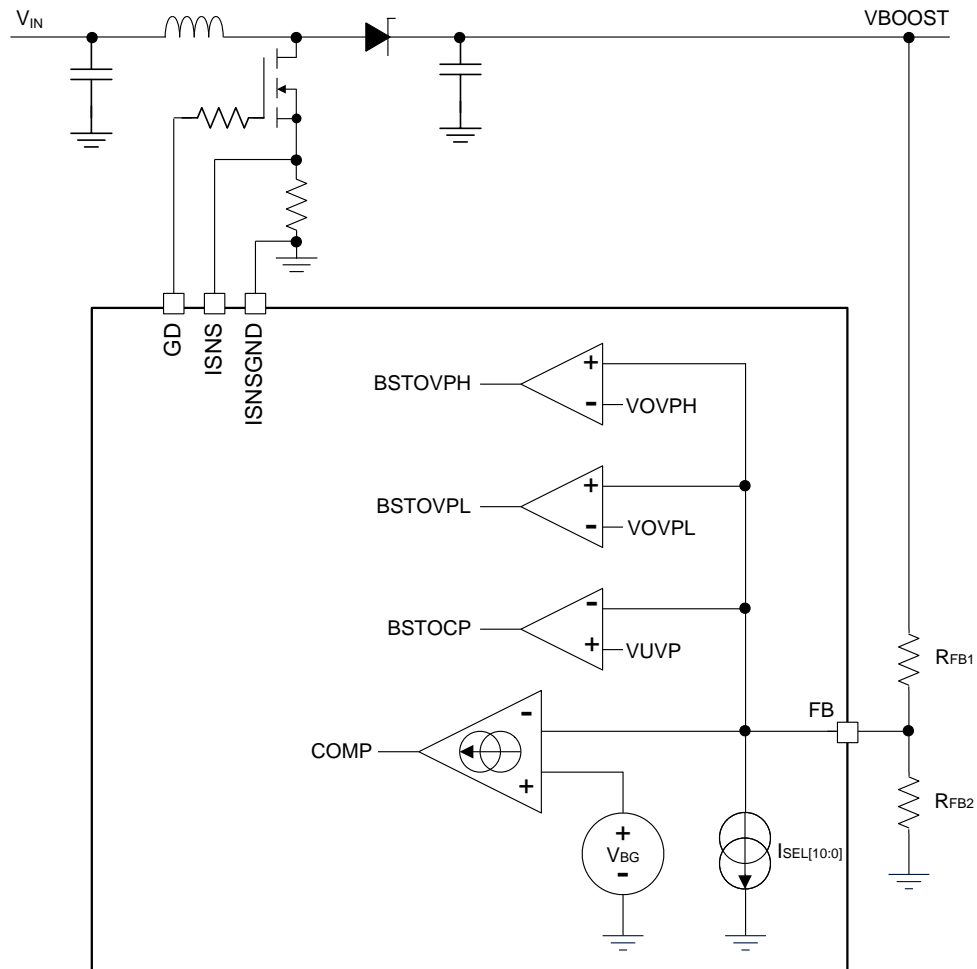 VIN
VBOOST
GD
ISNS
ISNSGND
+
BSTOVPH
- VOVPH
+
BSTOVPL
- VOVPL
-
BSTOCP
+ VUVP
RFB1
FB
-
COMP
+
RFB2
+
VBG
-
ISEL[10:0]